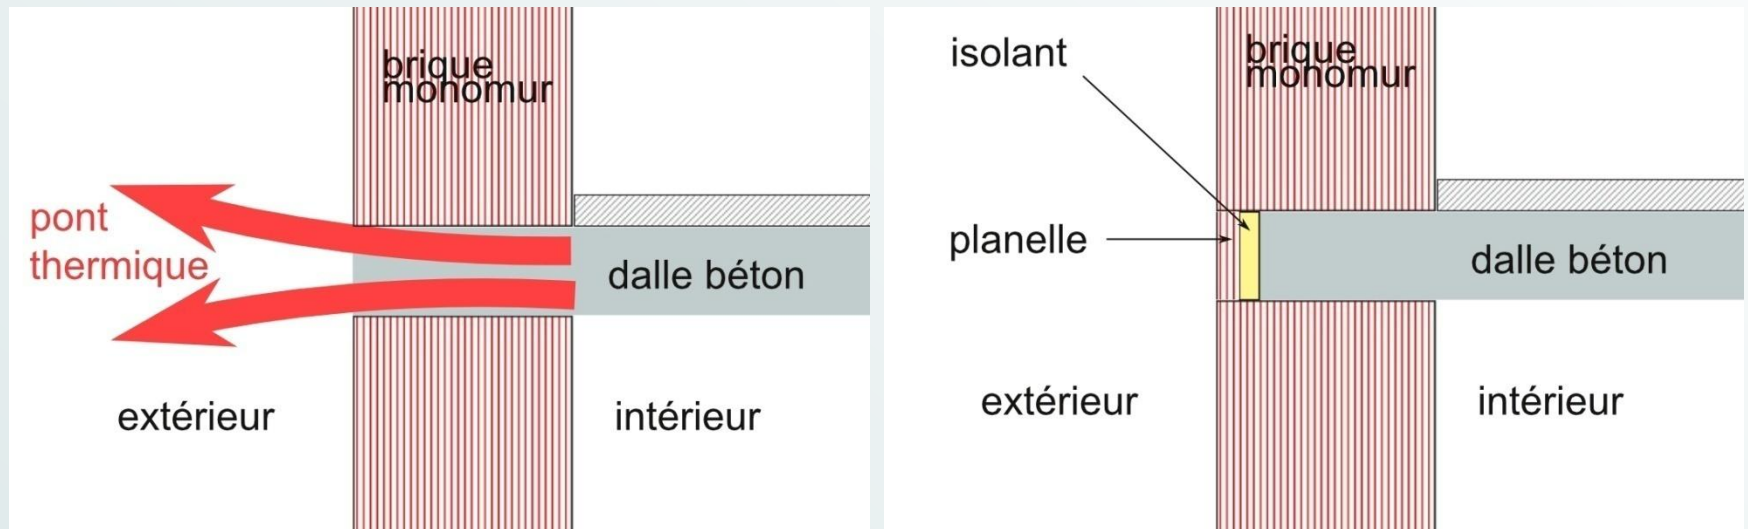 brique
monomur
pont
thermique
dalle béton
extérieur
intérieur
isolant
brique
monomur
planelle
dalle béton
extérieur
intérieur